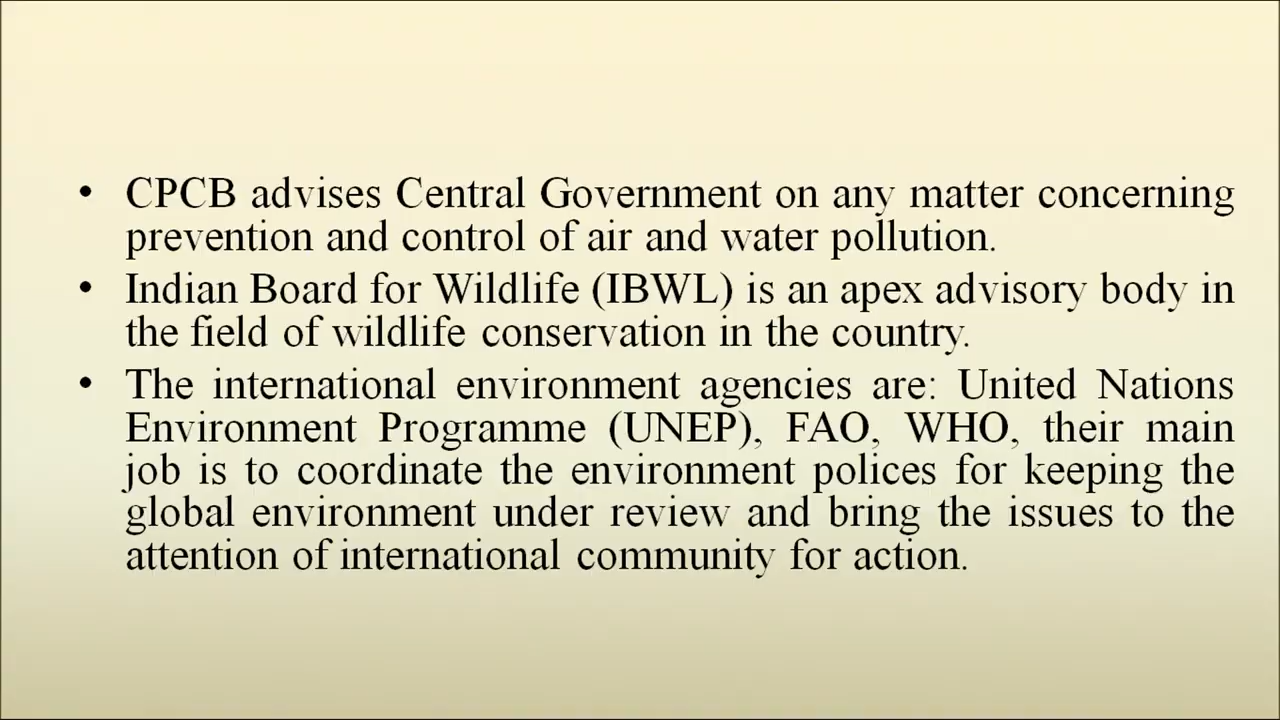 • CPCB advises Central Government on any matter concerning
prevention and control of air and water pollution.
• Indian Board for Wildlife (IBWL) is an apex advisory body in
the field of wildlife conservation in the country.
• The international environment agencies are: United Nations
Environment Programme (UNEP), FAO, WHO, their main
job is to coordinate the environment polices for keeping the
global environment under review and bring the issues to the
attention of international community for action.